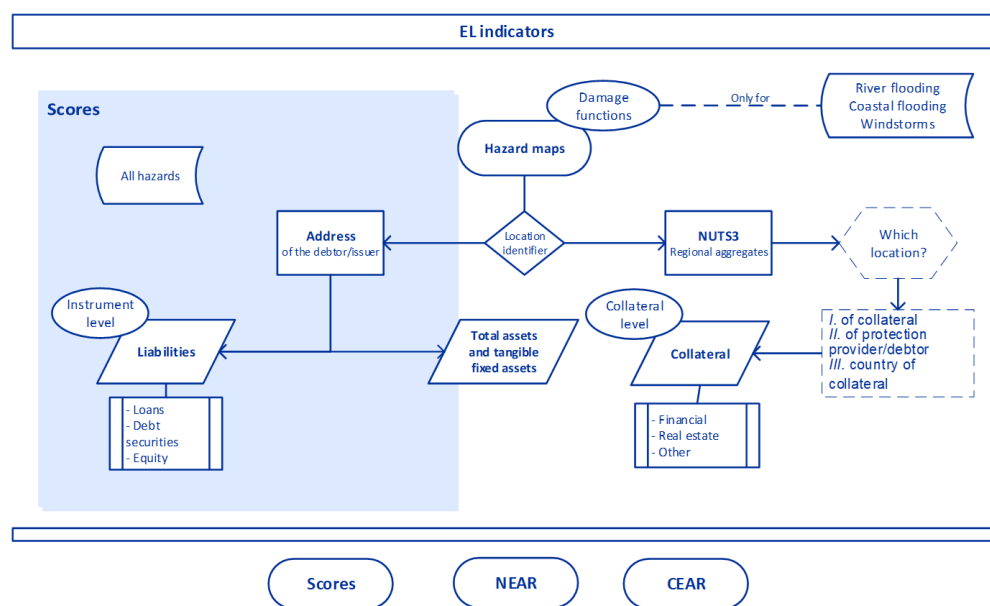 EL indicators
Scores
All hazards
Damage
functions
Hazard maps
Only for
River flooding
Coastal flooding
Windstorms
Address
of the debtor/issuer
Location
identifier
NUTS3
Regional aggregates
Which
location?
Instrument
level
Liabilities
- Loans
- Debt
securities
- Equity
Total assets
and tangible
fixed assets
Collateral
level
Collateral
- Financial
- Real estate
- Other
I. of collateral
II. of protection
provider/debtor
III. country of
collateral
Scores
NEAR
CEAR